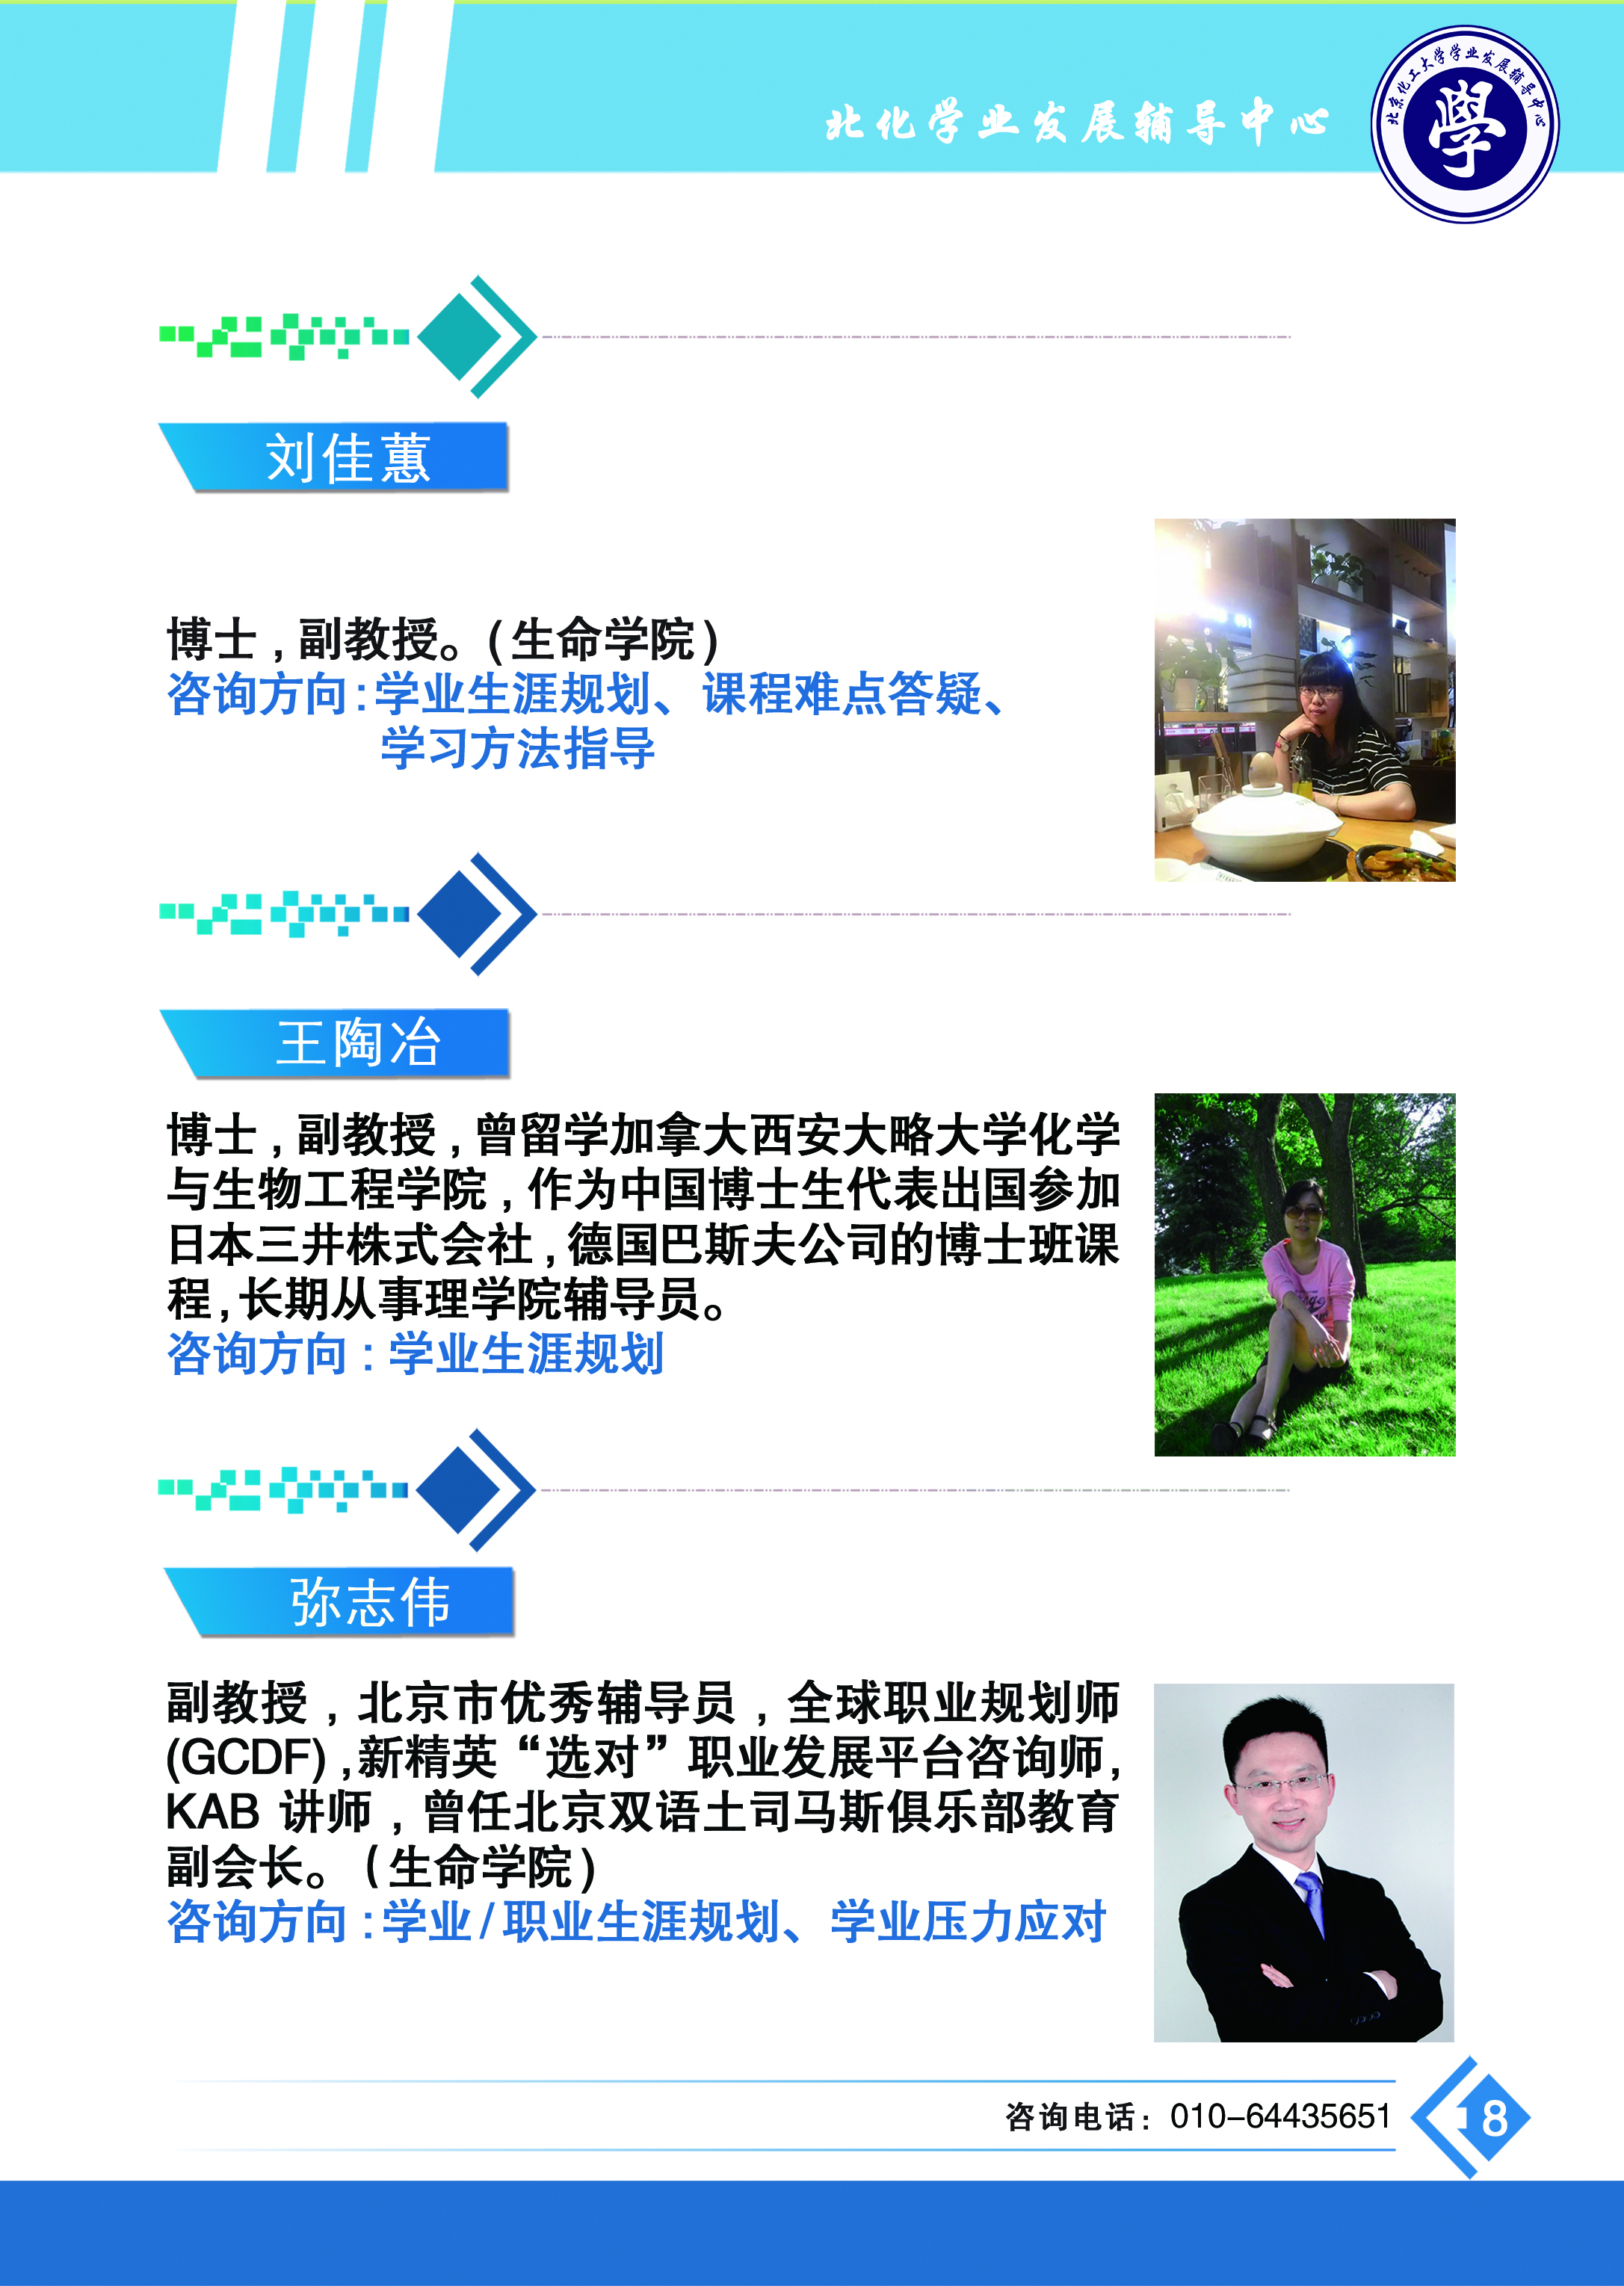 北化学业发展辅导中心
北京化工大学学业发展辅导中心
學
刘佳蕙
博士，副教授。（生命学院）
咨询方向：学业生涯规划、课程难点答疑、
学习方法指导
王陶冶
博士，副教授，曾留学加拿大西安大略大学化学
与生物工程学院，作为中国博士生代表出国参加
日本三井株式会社，德国巴斯夫公司的博士班课
程，长期从事理学院辅导员。
咨询方向：学业生涯规划
弥志伟
副教授，北京市优秀辅导员，全球职业规划师
(GCDF)，新精英“选对”职业发展平台咨询师，
KAB 讲师，曾任北京双语土司马斯俱乐部教育
副会长。（生命学院）
咨询方向：学业/职业生涯规划、学业压力应对
咨询电话：010-64435651
18